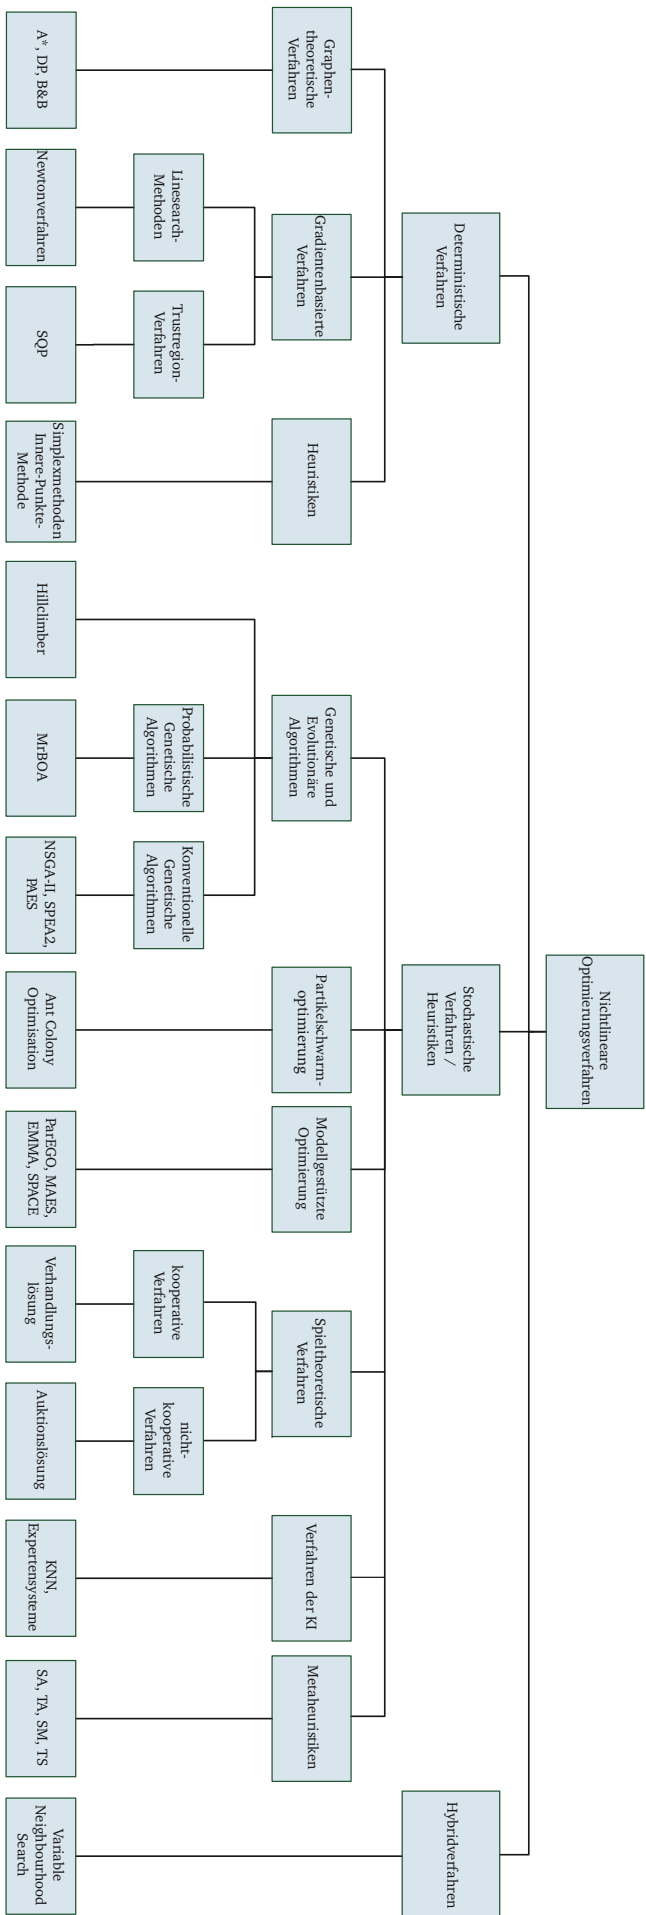 Nichtlineare
Optimierungsverfahren
Deterministische
Verfahren
Stochastische
Verfahren /
Heuristiken
Hybridverfahren
Graphen-
theoretische
Verfahren
Gradientenbasierte
Verfahren
Heuristiken
Genetische und
Evolutionäre
Algorithmen
Partikelschwarm-
optimierung
Modellgestützte
Optimierung
Spieltheoretische
Verfahren
Verfahren der KI
Metaheuristiken
Linesearch-
Methoden
Trustregion-
Verfahren
Probabilistische
Genetische
Algorithmen
Konventionelle
Genetische
Algorithmen
kooperative
Verfahren
nicht-
kooperative
Verfahren
A*, DP, B&B
Newtonverfahren
SQP
Simplexmethoden
Innere-Punkte-
Methode
Hillclimber
MrBOA
NSGA-II, SPEA2,
PAES
Ant Colony
Optimisation
ParEGO, MAES,
EMMA, SPACE
Verhandlungs-
lösung
Auktionslösung
KNN,
Expertensysteme
SA, TA, SM, TS
Variable
Neighbourhood
Search